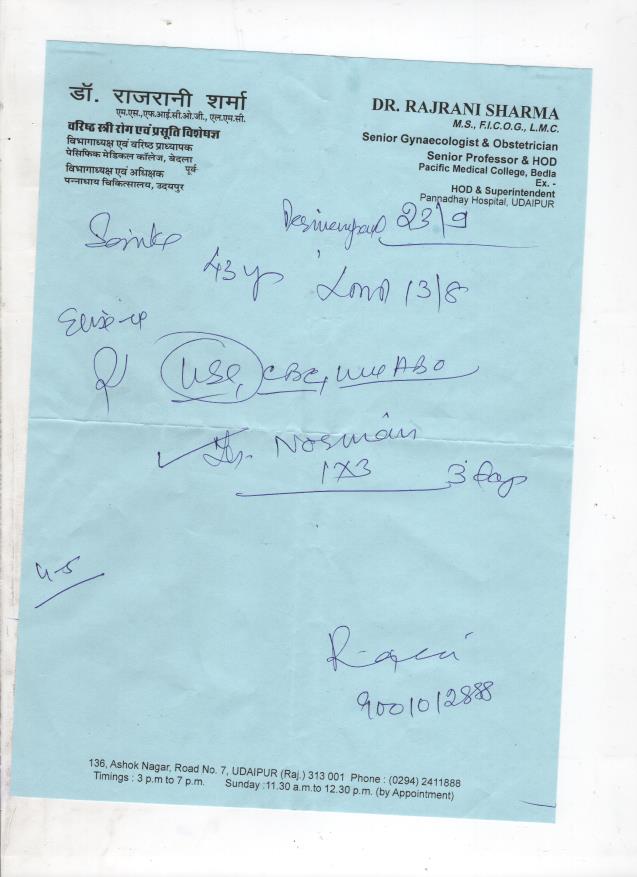 डॉ. राजरानी शर्मा
एम.एस.,एफ.आई.सी.ओ.जी., एल.एम.सी.
वरिष्ठ स्त्री रोग एवं प्रसूति विशेषज्ञ
विभागाध्यक्ष एवं वरिष्ठ प्राध्यापक
पेसिफिक मेडिकल कॉलेज, बेदला
पूर्व-
विभागाध्यक्ष एवं अधिक्षक
पन्नाधाय चिकित्सालय, उदयपुर
DR. RAJRANI SHARMA
M.S., F.I.C.O.G., L.M.C.
Senior Gynaecologist & Obstetrician
Senior Professor & HOD
Pacific Medical College, Bedla
Ex. -
HOD & Superintendent
Pannadhay Hospital, UDAIPUR
23/9
43 y 13/8
USG, CBC, ABO
1X3 3 days
9001012888
136, Ashok Nagar, Road No. 7, UDAIPUR (Raj.) 313 001 Phone : (0294) 2411888
Timings : 3 p.m to 7 p.m. Sunday :11.30 a.m.to 12.30 p.m. (by Appointment)